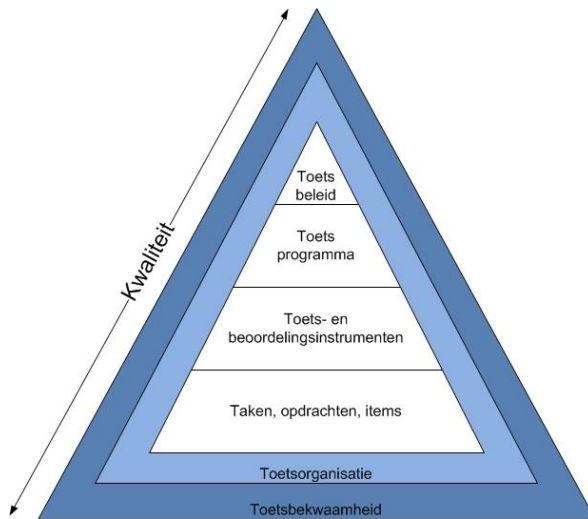 Kwaliteit
Toets
beleid
Toets
programma
Toets- en
beoordelingsinstrumenten
Taken, opdrachten, items
Toetsorganisatie
Toetsbekwaamheid